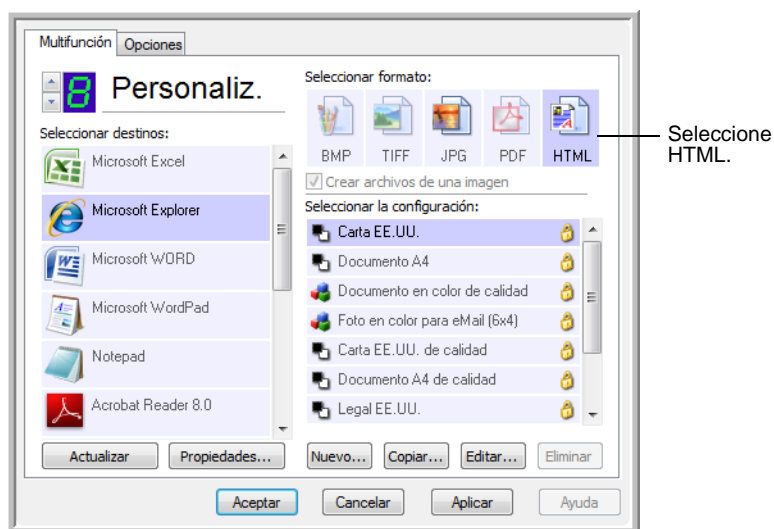 Multifunción
Opciones
8
Personaliz.
Seleccionar destinos:
Microsoft Excel
Microsoft Explorer
Microsoft WORD
Microsoft WordPad
Notepad
Acrobat Reader 8.0
Actualizar
Propiedades...
Seleccionar formato:
BMP
TIFF
JPG
PDF
HTML
Crear archivos de una imagen
Seleccionar la configuración:
Carta EE.UU.
Documento A4
Documento en color de calidad
Foto en color para eMail (6x4)
Carta EE.UU. de calidad
Documento A4 de calidad
Legal EE.UU.
Nuevo...
Copiar...
Editar...
Eliminar
Aceptar
Cancelar
Aplicar
Ayuda
Seleccione
HTML.